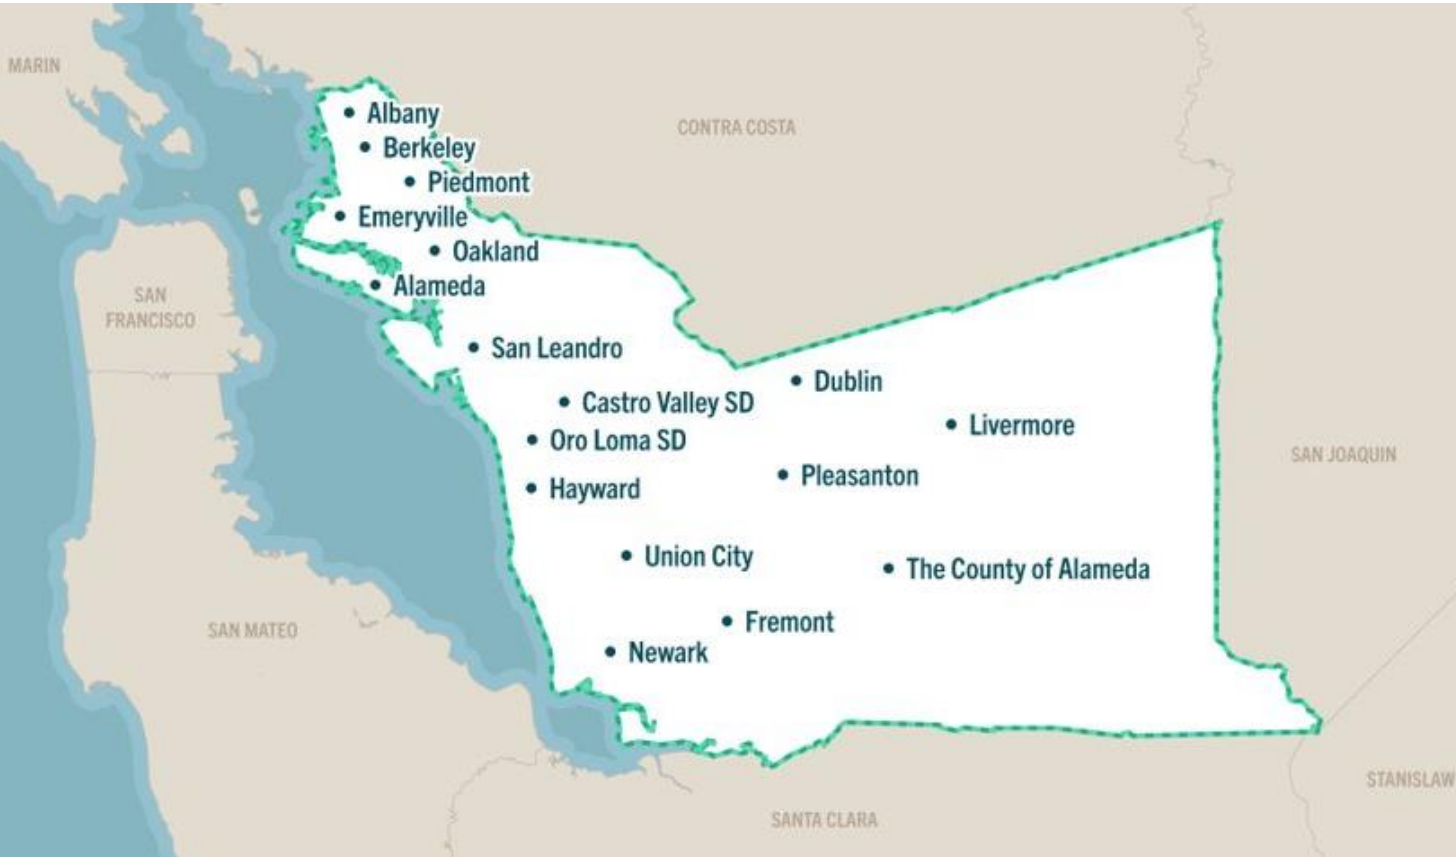 MARIN
Albany
CONTRA COSTA
Berkeley
Piedmont
Emeryville
Oakland
Alameda
SAN
FRANCISCO
San Leandro
Dublin
Castro Valley SD
Livermore
Oro Loma SD
SAN JOAQUIN
Pleasanton
Hayward
Union City
The County of Alameda
Fremont
SAN MATEO
Newark
STANISLAW
SANTA CLARA